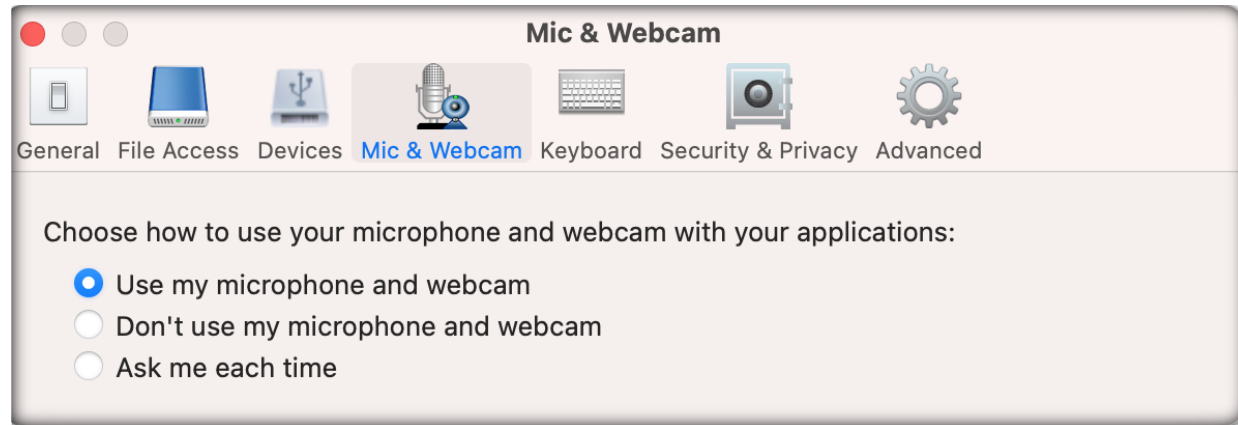 Mic & Webcam
General File Access Devices Mic & Webcam Keyboard Security & Privacy Advanced
Choose how to use your microphone and webcam with your applications:
Use my microphone and webcam
Don't use my microphone and webcam
Ask me each time